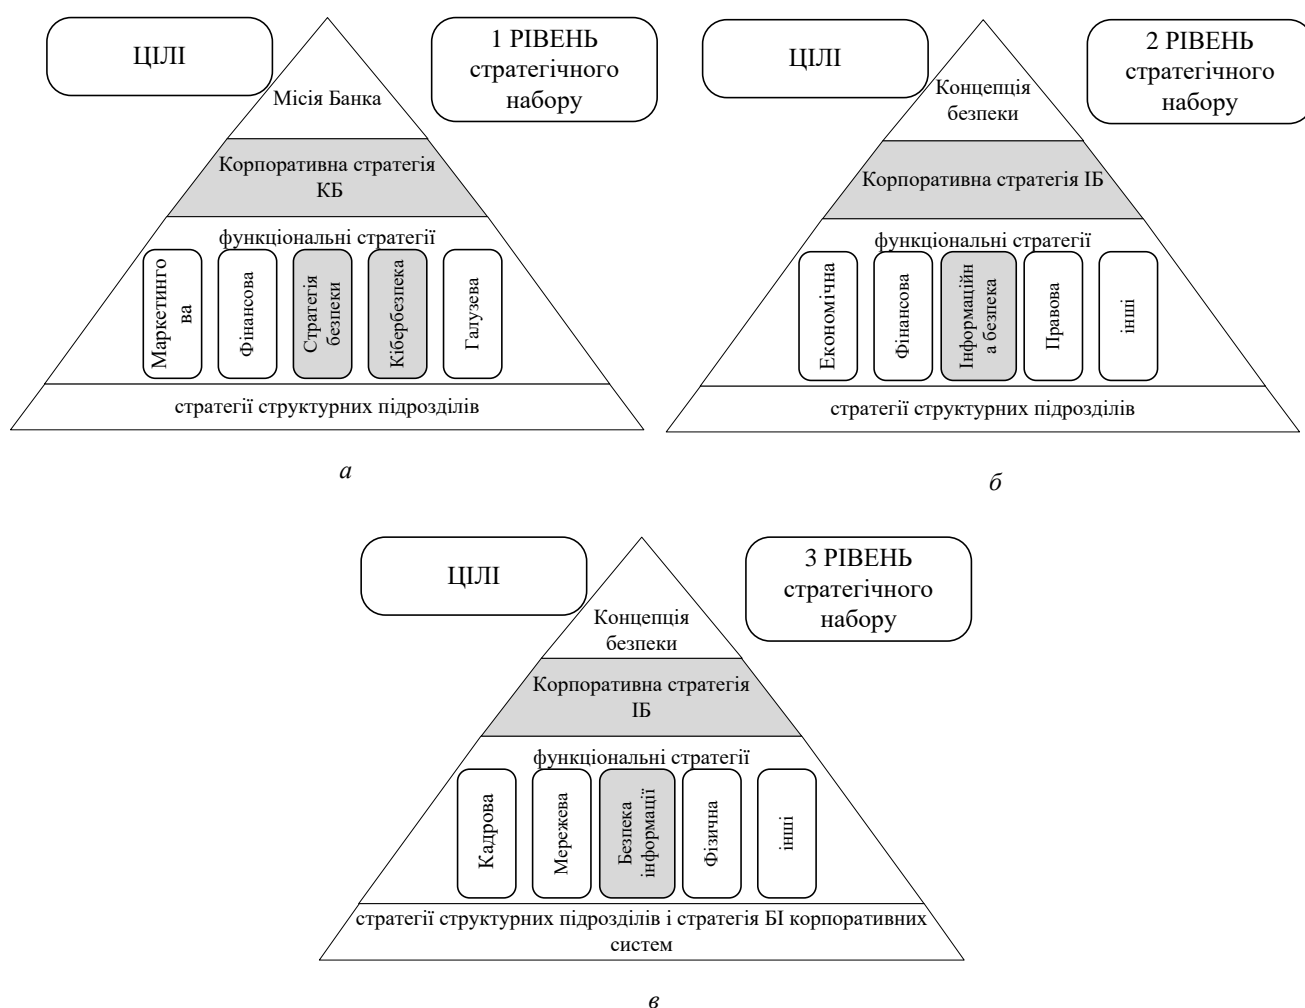 ЦІЛІ
1 РІВЕНЬ
стратегічного
набору
Місія Банка
Корпоративна стратегія
КБ
функціональні стратегії
Маркетинго
ва
Фінансова
Стратегія
безпеки
Кібербезпека
Галузева
стратегії структурних підрозділів
а
ЦІЛІ
2 РІВЕНЬ
стратегічного
набору
Концепція
безпеки
Корпоративна стратегія ІБ
функціональні стратегії
Економічна
Фінансова
Інформаційн
а безпека
Правова
інші
стратегії структурних підрозділів
б
ЦІЛІ
3 РІВЕНЬ
стратегічного
набору
Концепція
безпеки
Корпоративна стратегія
ІБ
функціональні стратегії
Кадрова
Мережева
Безпека
інформації
Фізична
інші
стратегії структурних підрозділів і стратегія БІ корпоративних
систем
в